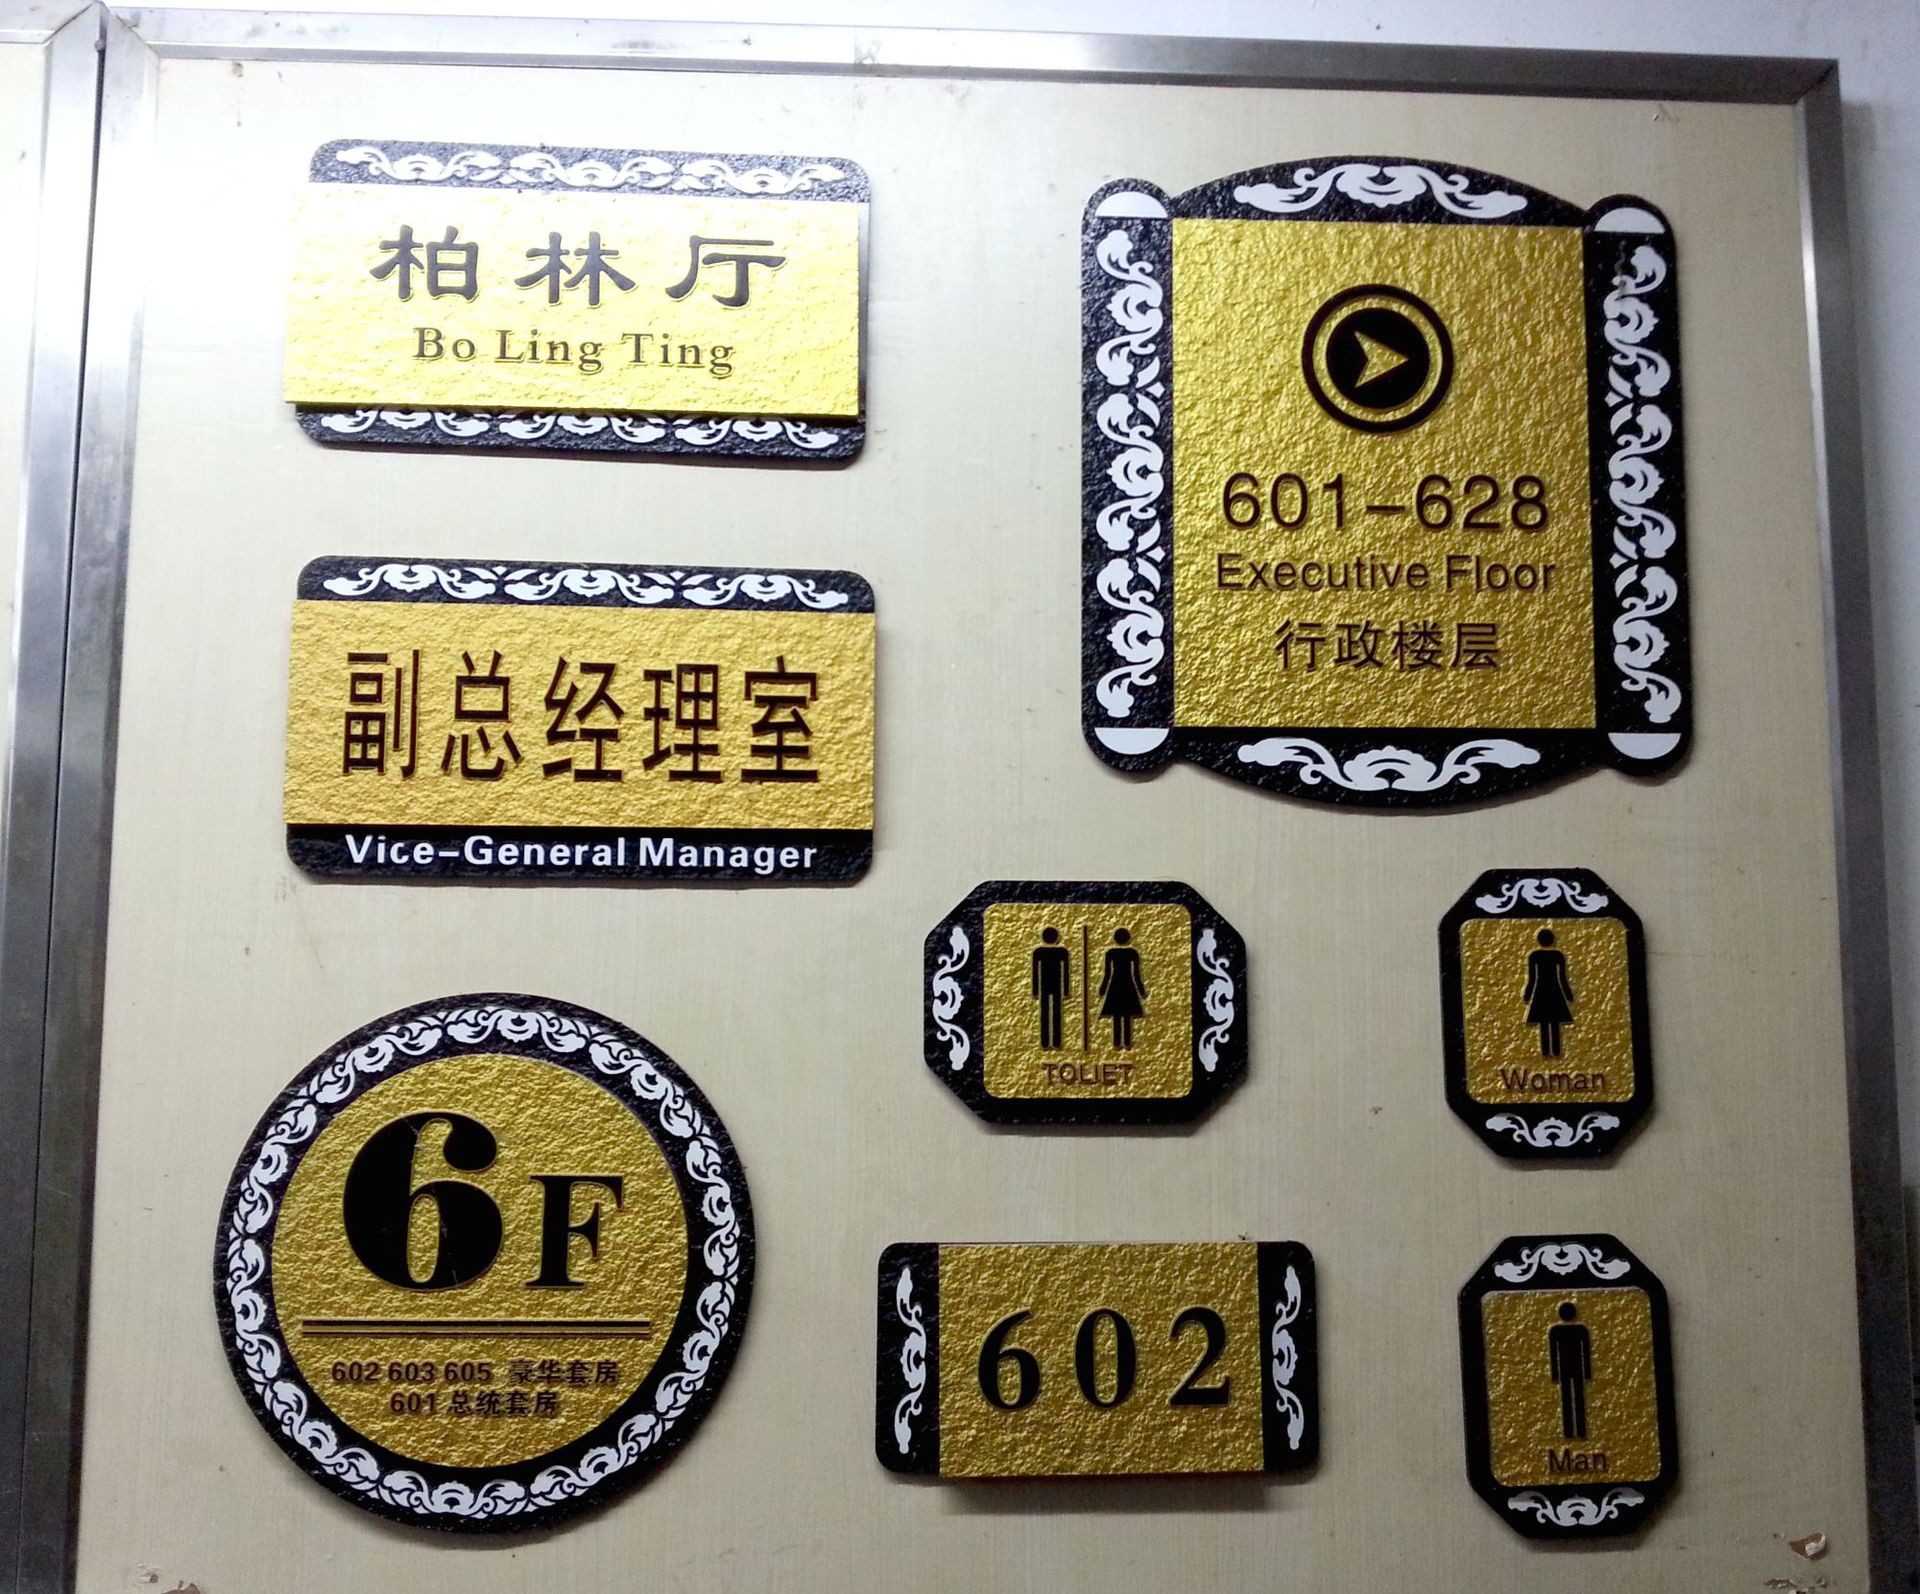 柏林厅
Bo Ling Ting
601-628
Executive Floor
行政楼层
副总经理室
Vice-General Manager
TOLIET
Woman
6F
602 603 605 豪华套房
601 总统套房
602
Man